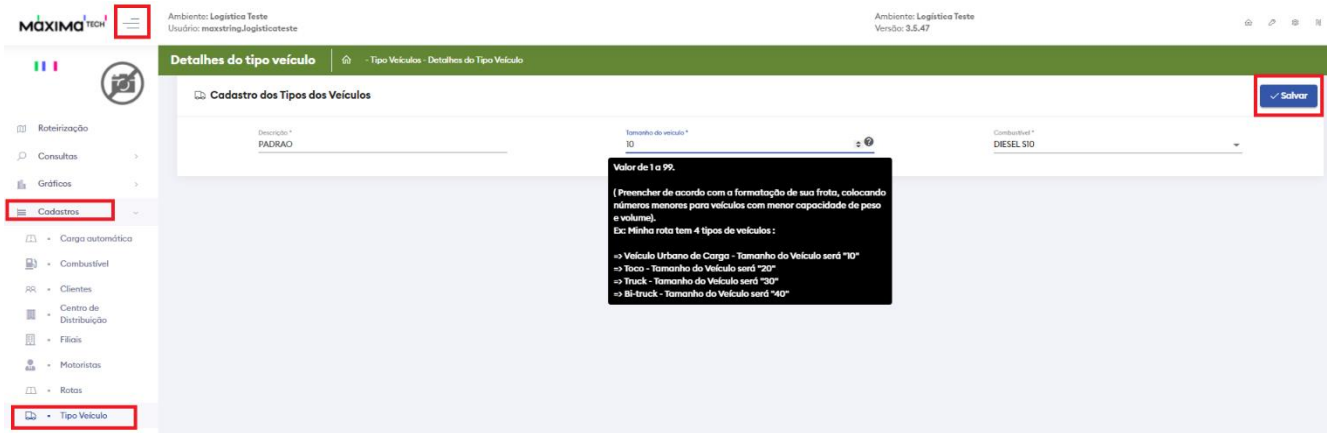 MÁXIMA TECH
Ambiente: Logística Teste
Usuário: maxstring.logisticateste
Ambiente: Logística Teste
Versão: 3.5.47
Detalhes do tipo veículo
- Tipo Veículos - Detalhes do Tipo Veículo
Cadastro dos Tipos dos Veículos
Salvar
Descrição *
PADRAO
Tamanho do veículo *
10
Combustível *
DIESEL S10
Valor de 1 a 99.
( Preencher de acordo com a formatação de sua frota, colocando
números menores para veículos com menor capacidade de peso
e volume).
Ex: Minha rota tem 4 tipos de veículos :
=> Veículo Urbano de Carga - Tamanho do Veículo será "10"
=> Toco - Tamanho do Veículo será "20"
=> Truck - Tamanho do Veículo será "30"
=> Bi-truck - Tamanho do Veículo será "40"
Roteirização
Consultas
Gráficos
Cadastros
Carga automática
Combustível
Clientes
Centro de
Distribuição
Filiais
Motoristas
Rotas
Tipo Veículo